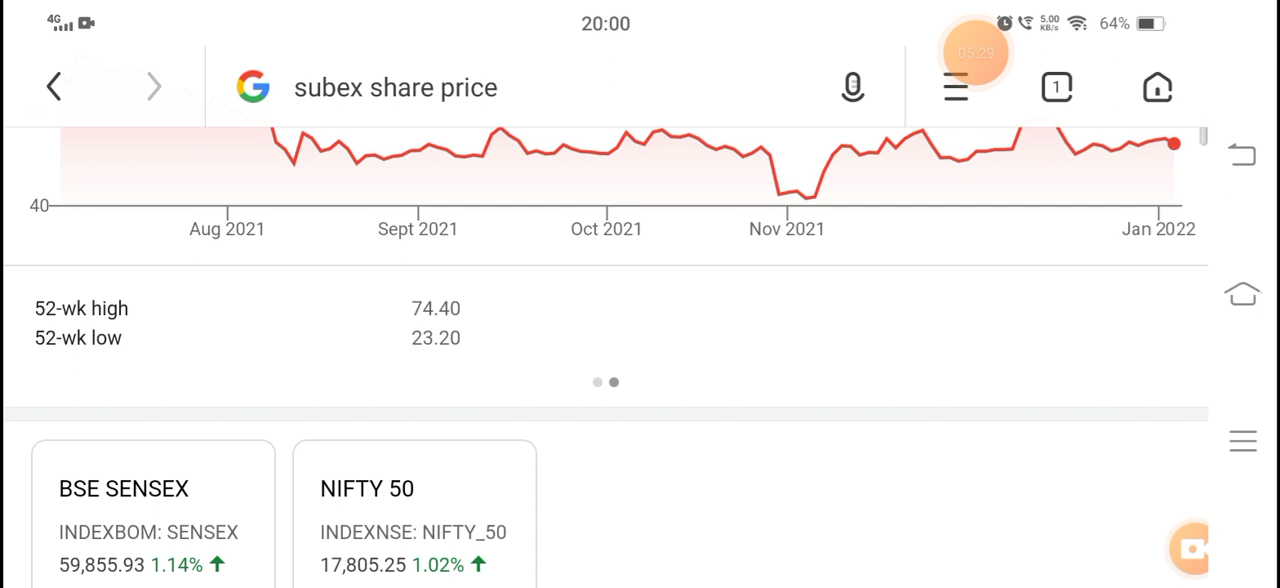 4G 20:00 5.00 KB/s 64%
05:29
subex share price 1
40
Aug 2021 Sept 2021 Oct 2021 Nov 2021 Jan 2022
52-wk high 74.40
52-wk low 23.20
BSE SENSEX
INDEXBOM: SENSEX
59,855.93 1.14%
NIFTY 50
INDEXNSE: NIFTY_50
17,805.25 1.02%